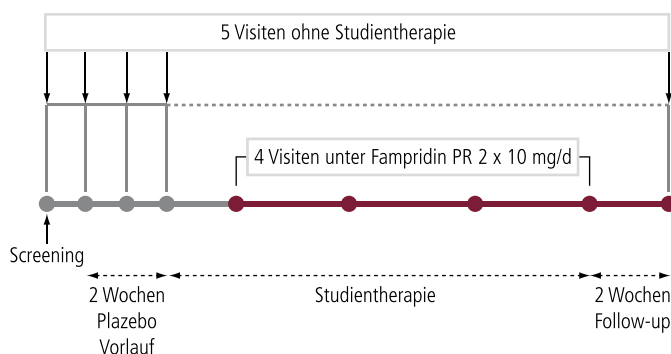 5 Visiten ohne Studientherapie
4 Visiten unter Fampridin PR 2 x 10 mg/d
Screening
2 Wochen
Plazebo
Vorlauf
Studientherapie
2 Wochen
Follow-up